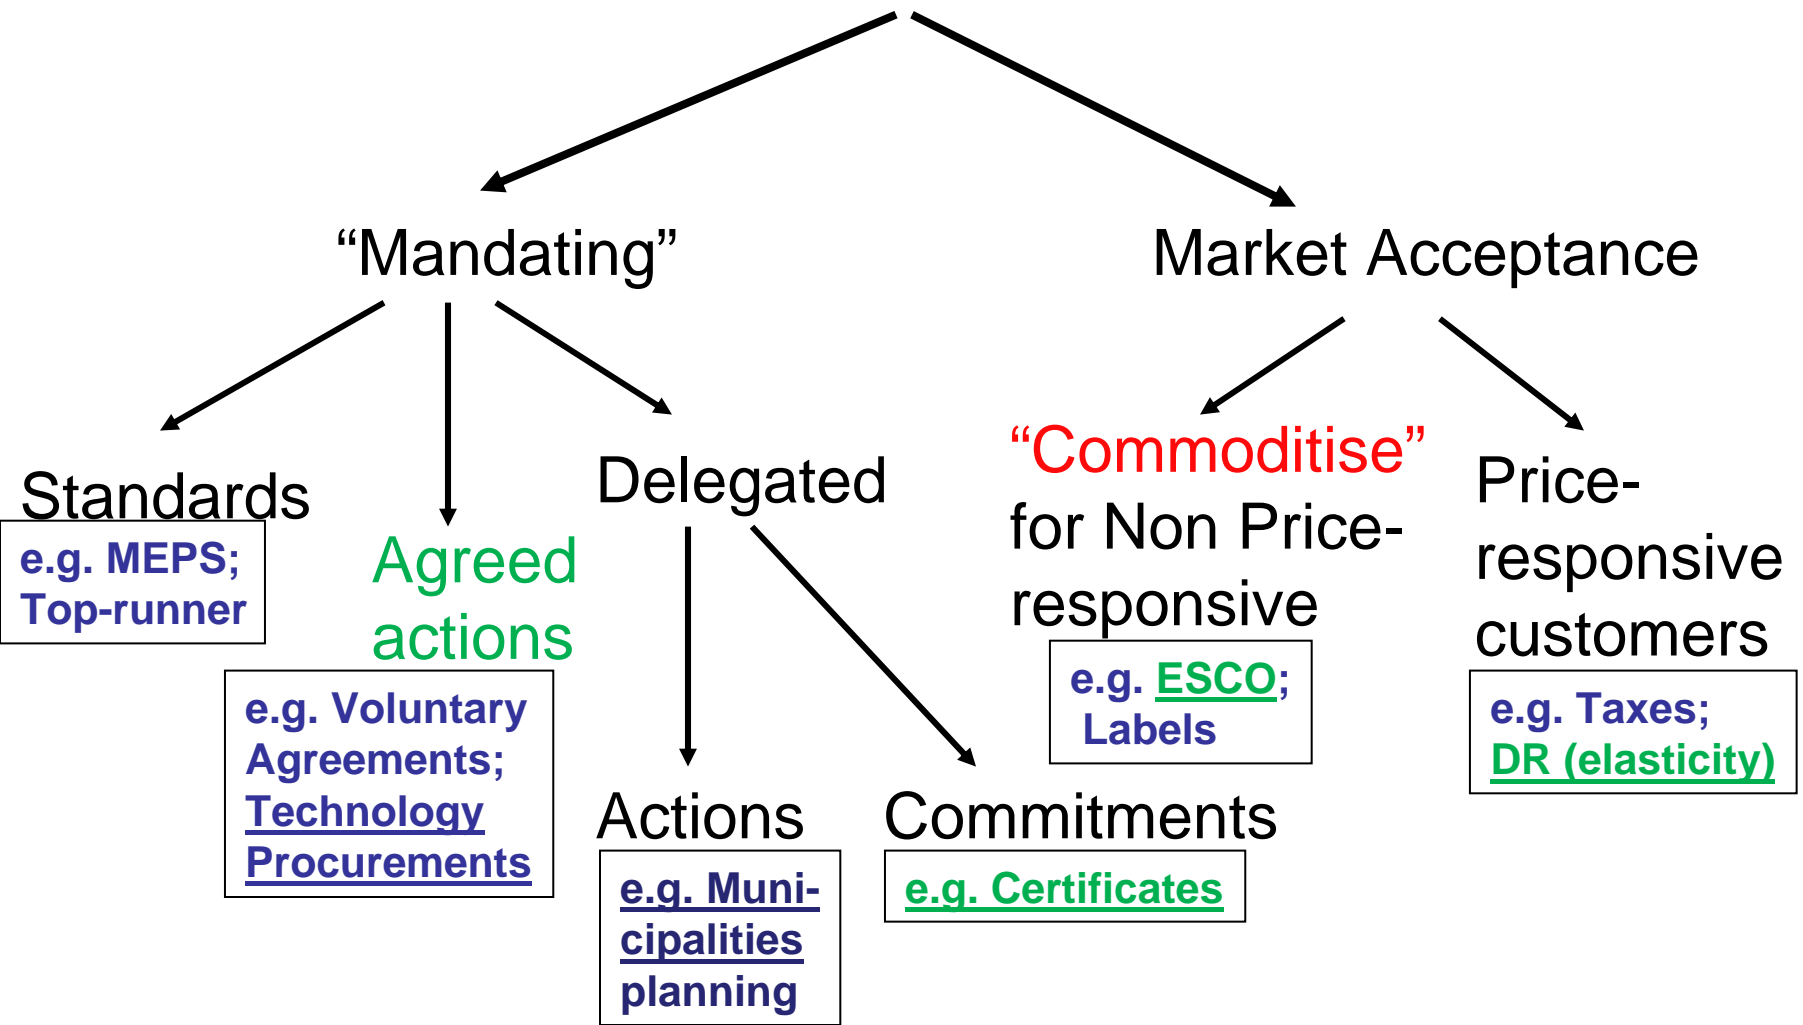 “Mandating”
Market Acceptance
Standards
e.g. MEPS;
Top-runner
Agreed
actions
e.g. Voluntary
Agreements;
Technology
Procurements
Delegated
Actions
e.g. Muni-
cipalities
planning
Commitments
e.g. Certificates
“Commoditise”
for Non Price-
responsive
e.g. ESCO;
Labels
Price-
responsive
customers
e.g. Taxes;
DR (elasticity)